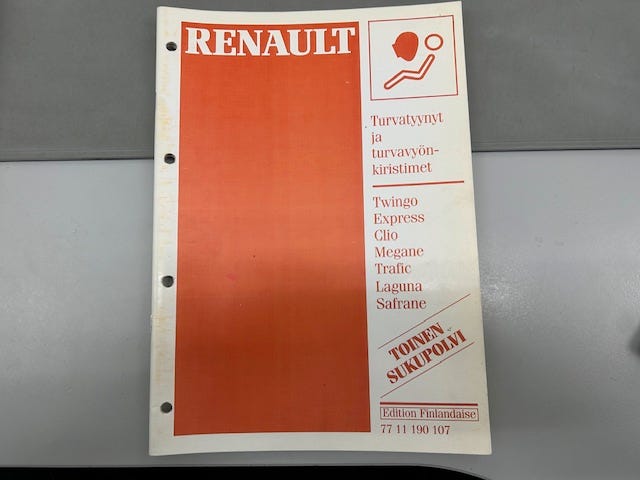 RENAULT
Turvatyynyt
ja
turvavyön-
kiristimet
Twingo
Express
Clio
Megane
Trafic
Laguna
Safrane
TOINEN
SUKUPOLVI
Edition Finlandaise
77 11 190 107